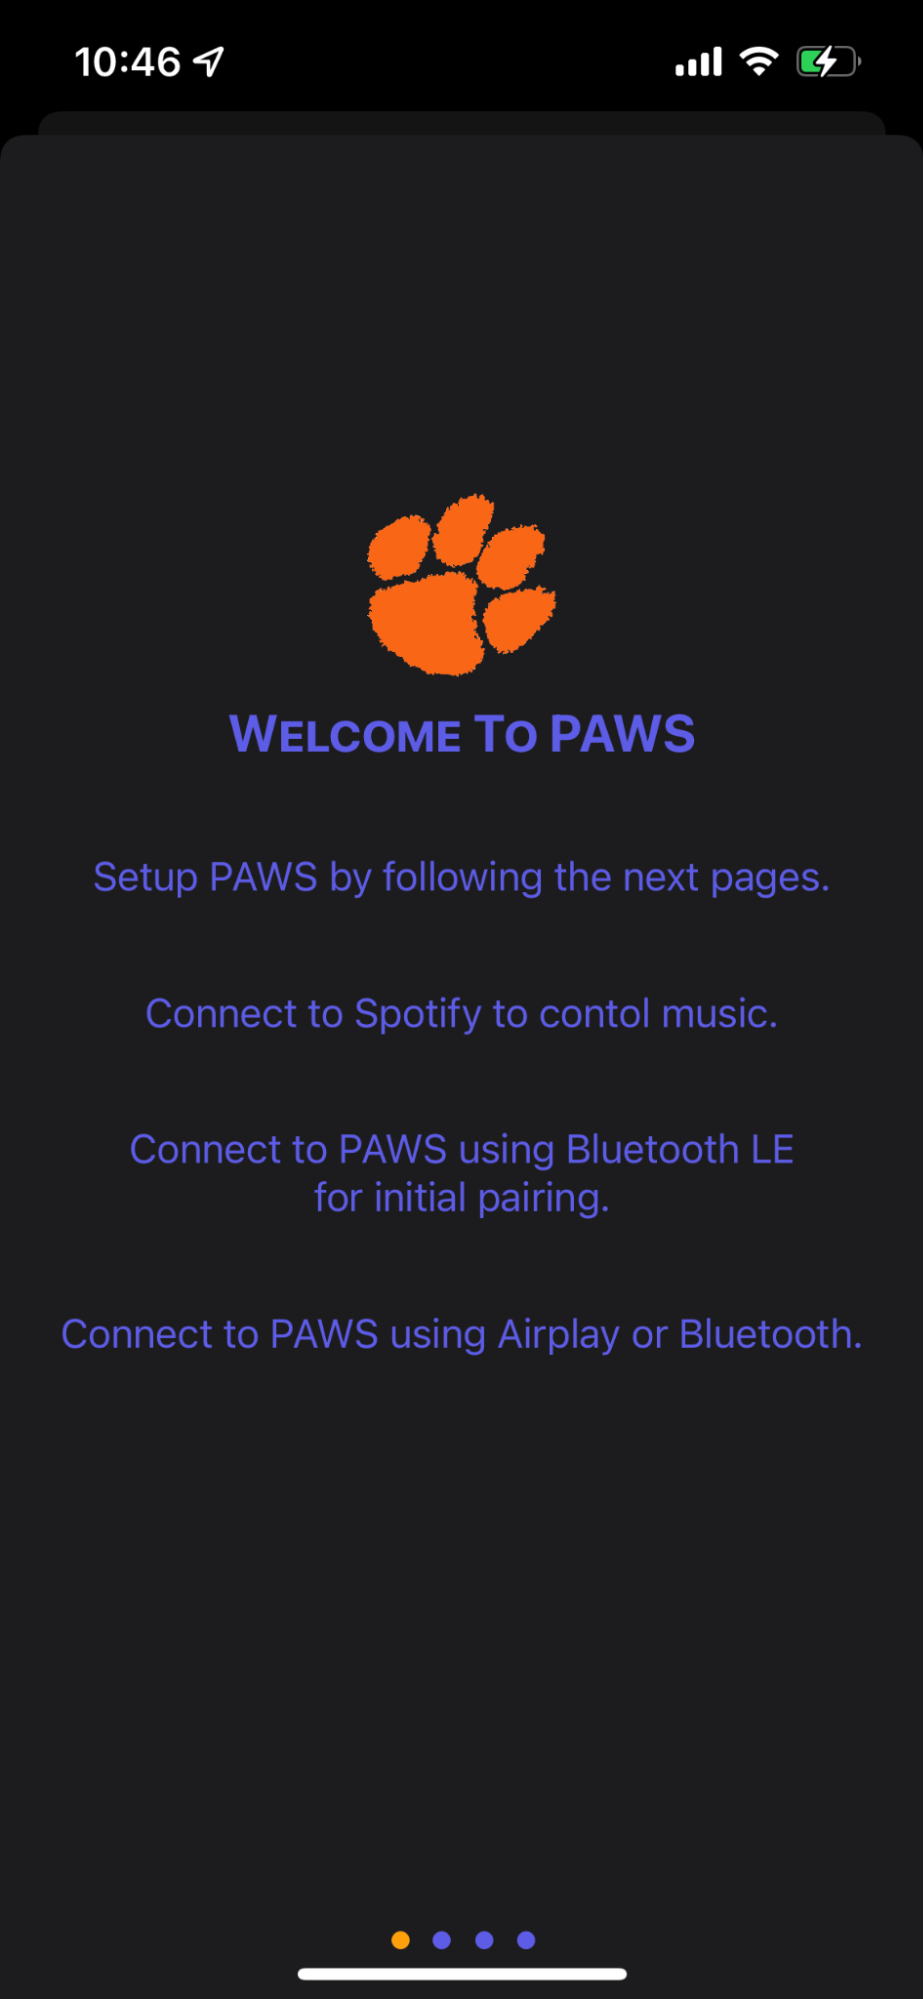 10:46
WELCOME TO PAWS
Setup PAWS by following the next pages.
Connect to Spotify to contol music.
Connect to PAWS using Bluetooth LE
for initial pairing.
Connect to PAWS using Airplay or Bluetooth.